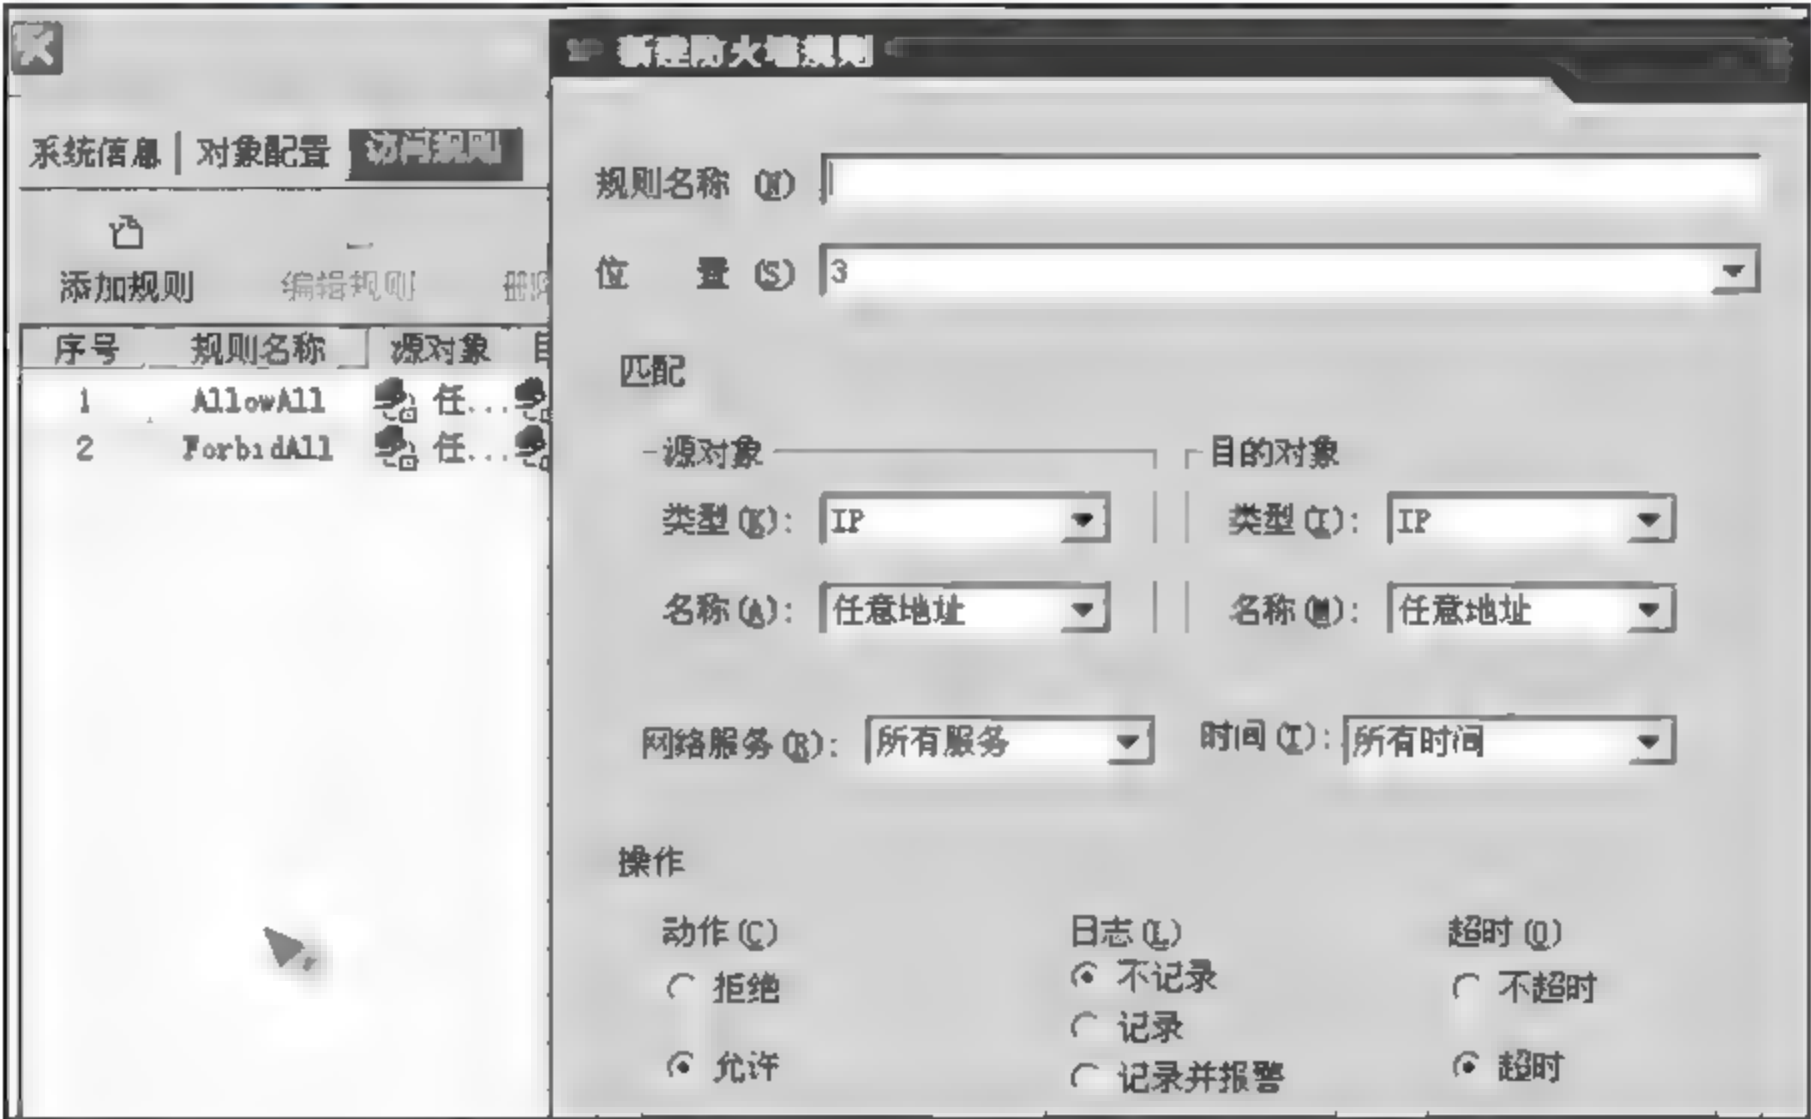 新建防火墙规则
系统信息 对象配置 访问规则
添加规则 编辑规则
序号 规则名称 源对象
1 AllowAll 任...
2 ForbidAll 任...
规则名称 (N)
位 置 (S) 3
匹配
源对象 目的对象
类型(K): IP 类型(I): IP
名称(A): 任意地址 名称(M): 任意地址
网络服务(R): 所有服务 时间(T): 所有时间
操作
动作(C) 日志(L) 超时(O)
拒绝 不记录 不超时
记录
允许 记录并报警 超时